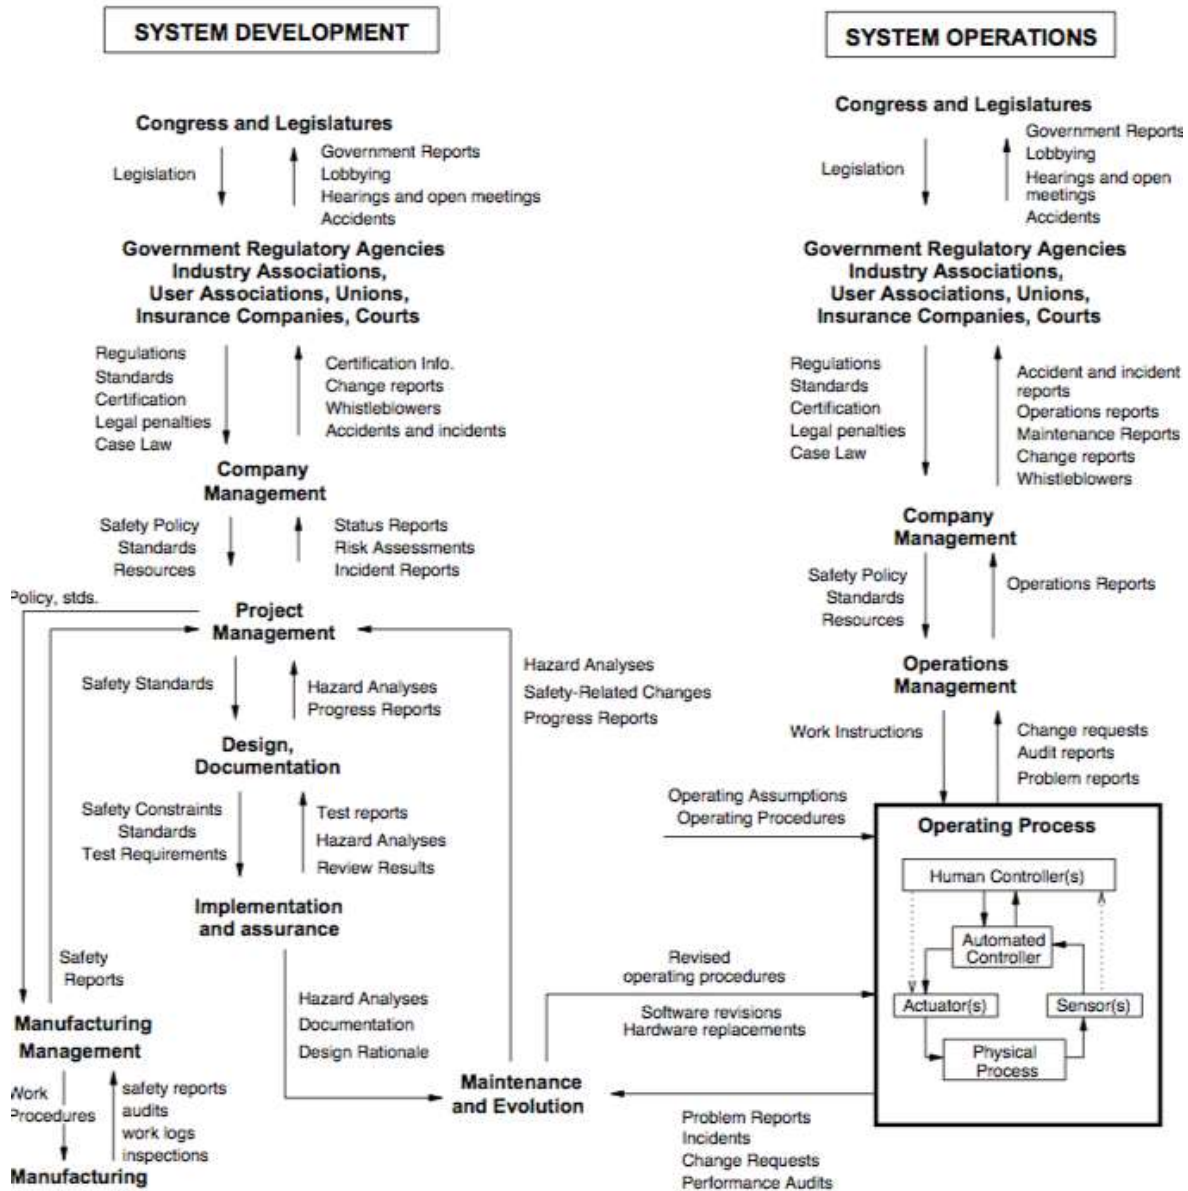 SYSTEM DEVELOPMENT
Congress and Legislatures
Legislation
Government Reports
Lobbying
Hearings and open meetings
Accidents
Government Regulatory Agencies
Industry Associations,
User Associations, Unions,
Insurance Companies, Courts
Regulations
Standards
Certification
Legal penalties
Case Law
Certification Info.
Change reports
Whistleblowers
Accidents and incidents
Company
Management
Safety Policy
Standards
Resources
Status Reports
Risk Assessments
Incident Reports
Policy, stds.
Project
Management
Safety Standards
Hazard Analyses
Progress Reports
Design,
Documentation
Safety Constraints
Standards
Test Requirements
Test reports
Hazard Analyses
Review Results
Implementation
and assurance
Safety
Reports
Hazard Analyses
Documentation
Design Rationale
Manufacturing
Management
Work
Procedures
safety reports
audits
work logs
inspections
Manufacturing
Hazard Analyses
Safety-Related Changes
Progress Reports
Maintenance
and Evolution
SYSTEM OPERATIONS
Congress and Legislatures
Legislation
Government Reports
Lobbying
Hearings and open
meetings
Accidents
Government Regulatory Agencies
Industry Associations,
User Associations, Unions,
Insurance Companies, Courts
Regulations
Standards
Certification
Legal penalties
Case Law
Accident and incident
reports
Operations reports
Maintenance Reports
Change reports
Whistleblowers
Company
Management
Safety Policy
Standards
Resources
Operations Reports
Operations
Management
Work Instructions
Change requests
Audit reports
Problem reports
Operating Assumptions
Operating Procedures
Operating Process
Human Controller(s)
Automated
Controller
Actuator(s)
Sensor(s)
Physical
Process
Revised
operating procedures
Software revisions
Hardware replacements
Problem Reports
Incidents
Change Requests
Performance Audits